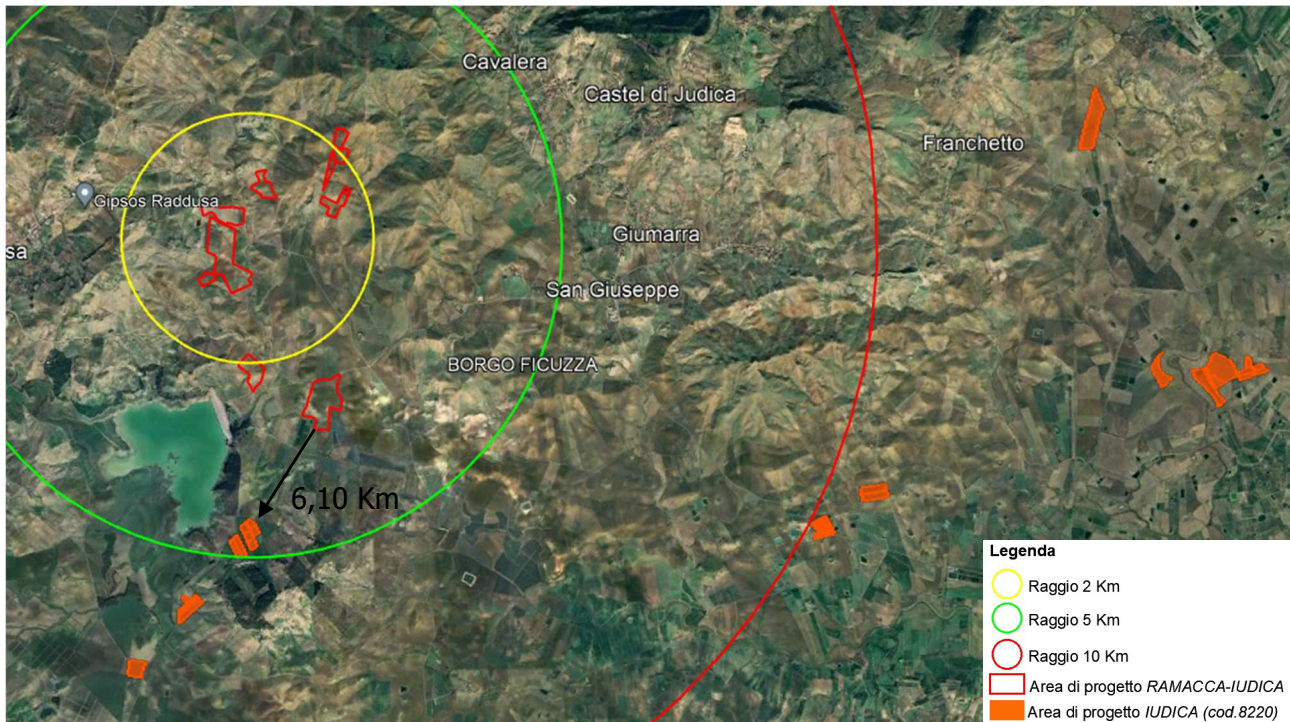 Cavalera
Castel di Judica
Franchetto
Gipsos Raddusa
Giumarra
sa
San Giuseppe
BORGO FICUZZA
6,10 Km
Legenda
Raggio 2 Km
Raggio 5 Km
Raggio 10 Km
Area di progetto RAMACCA-IUDICA
Area di progetto IUDICA (cod.8220)